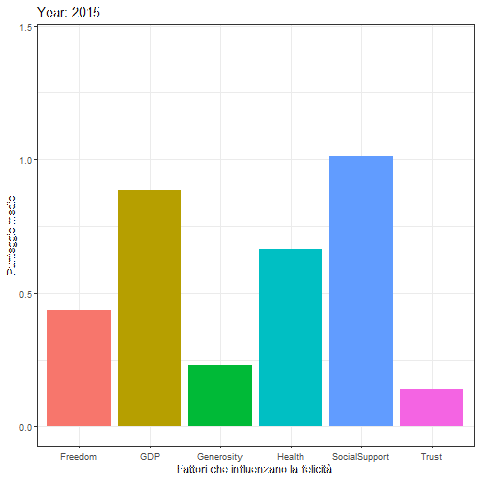 Year: 2015
1.5
1.0
0.5
0.0
Punteggio medio
Freedom GDP Generosity Health SocialSupport Trust
Fattori che influenzano la felicità